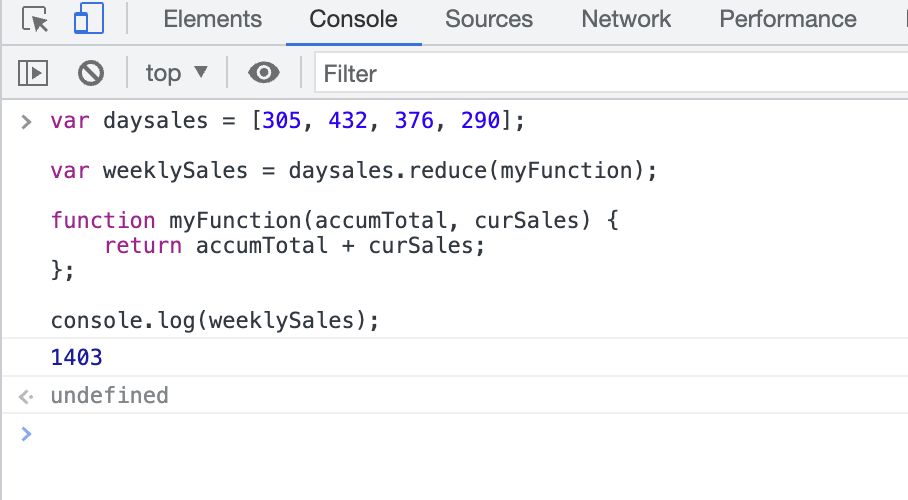 Elements Console Sources Network Performance
top ▼ Filter
> var daysales = [305, 432, 376, 290];
var weeklySales = daysales.reduce(myFunction);
function myFunction(accumTotal, curSales) {
    return accumTotal + curSales;
};
console.log(weeklySales);
1403
undefined
>